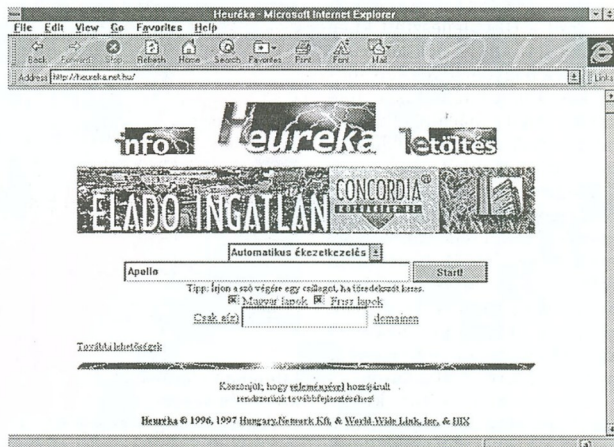 Heuréka - Microsoft Internet Explorer
File Edit View Go Favorites Help
Back Forward Stop Refresh Home Search Favorites Print Font Mail
Address http://heureka.net.hu/ Links
info Heureka letöltés
ELADÓ INGATLAN CONCORDIA®
Automatikus ékezetkezelés
Apollo Start!
Tipp: Írjon a szó végére egy csillagot, ha töredékszót keres.
Magyar lapok Friss lapok
Csak a(z) domainen
További lehetőségek
Köszönjük, hogy véleményével hozzájárult
rendszerünk továbbfejlesztéséhez!
Heuréka © 1996, 1997 Hungary.Network Kft. & World-Wide Link, Inc. & HIX